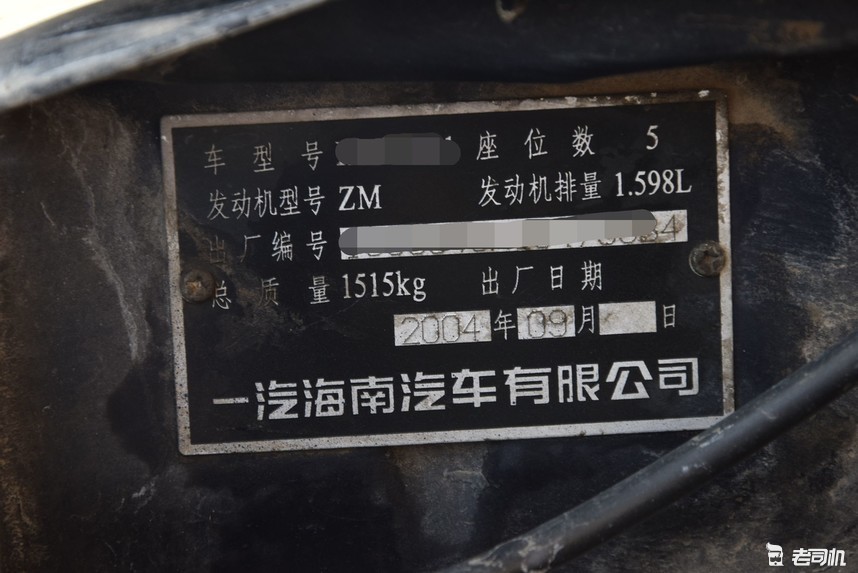 车型号 座位数 5
发动机型号 ZM 发动机排量 1.598L
出厂编号
总质量 1515kg 出厂日期
2004年09月 日
一汽海南汽车有限公司
老司机